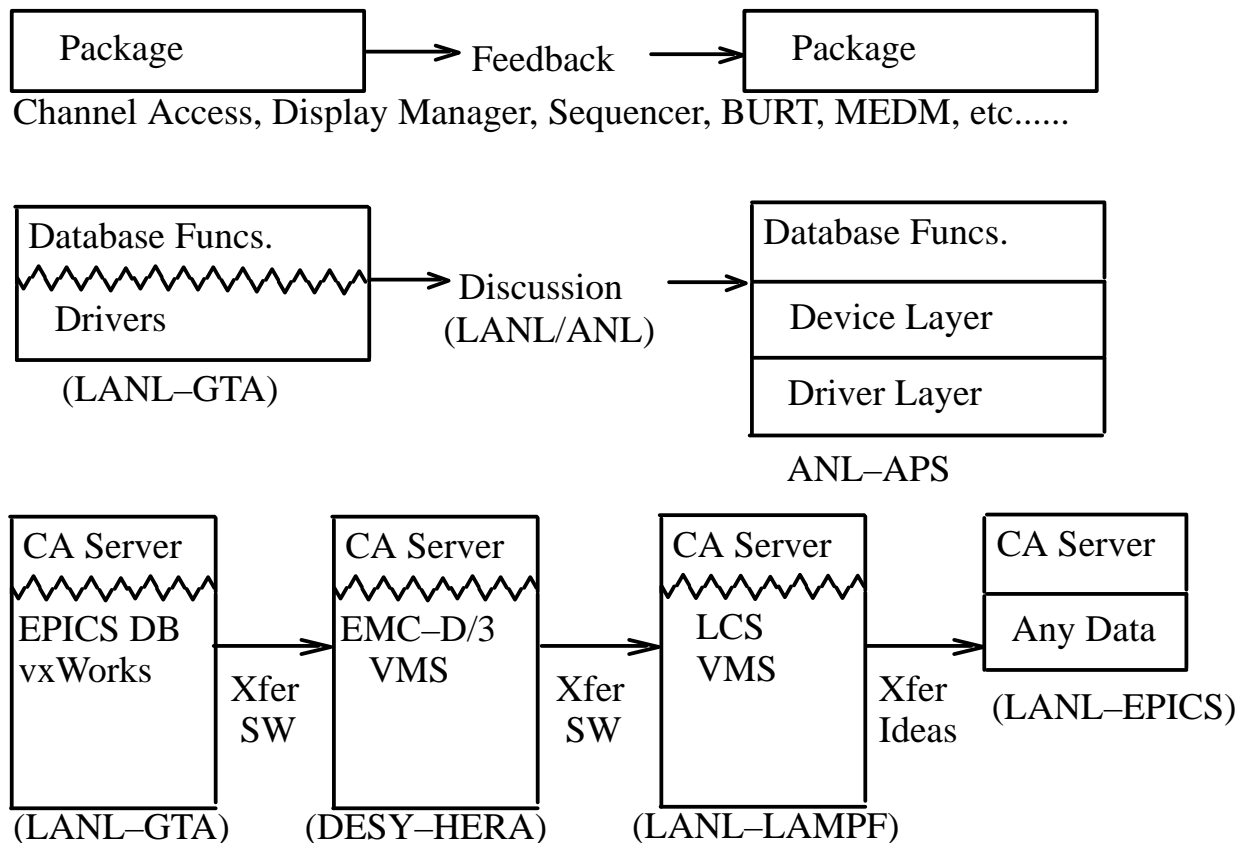 Package
Feedback
Package
Channel Access, Display Manager, Sequencer, BURT, MEDM, etc......
Database Funcs.
Drivers
(LANL–GTA)
Discussion
(LANL/ANL)
Database Funcs.
Device Layer
Driver Layer
ANL–APS
CA Server
EPICS DB
vxWorks
(LANL–GTA)
Xfer
SW
CA Server
EMC–D/3
VMS
(DESY–HERA)
Xfer
SW
CA Server
LCS
VMS
(LANL–LAMPF)
Xfer
Ideas
CA Server
Any Data
(LANL–EPICS)